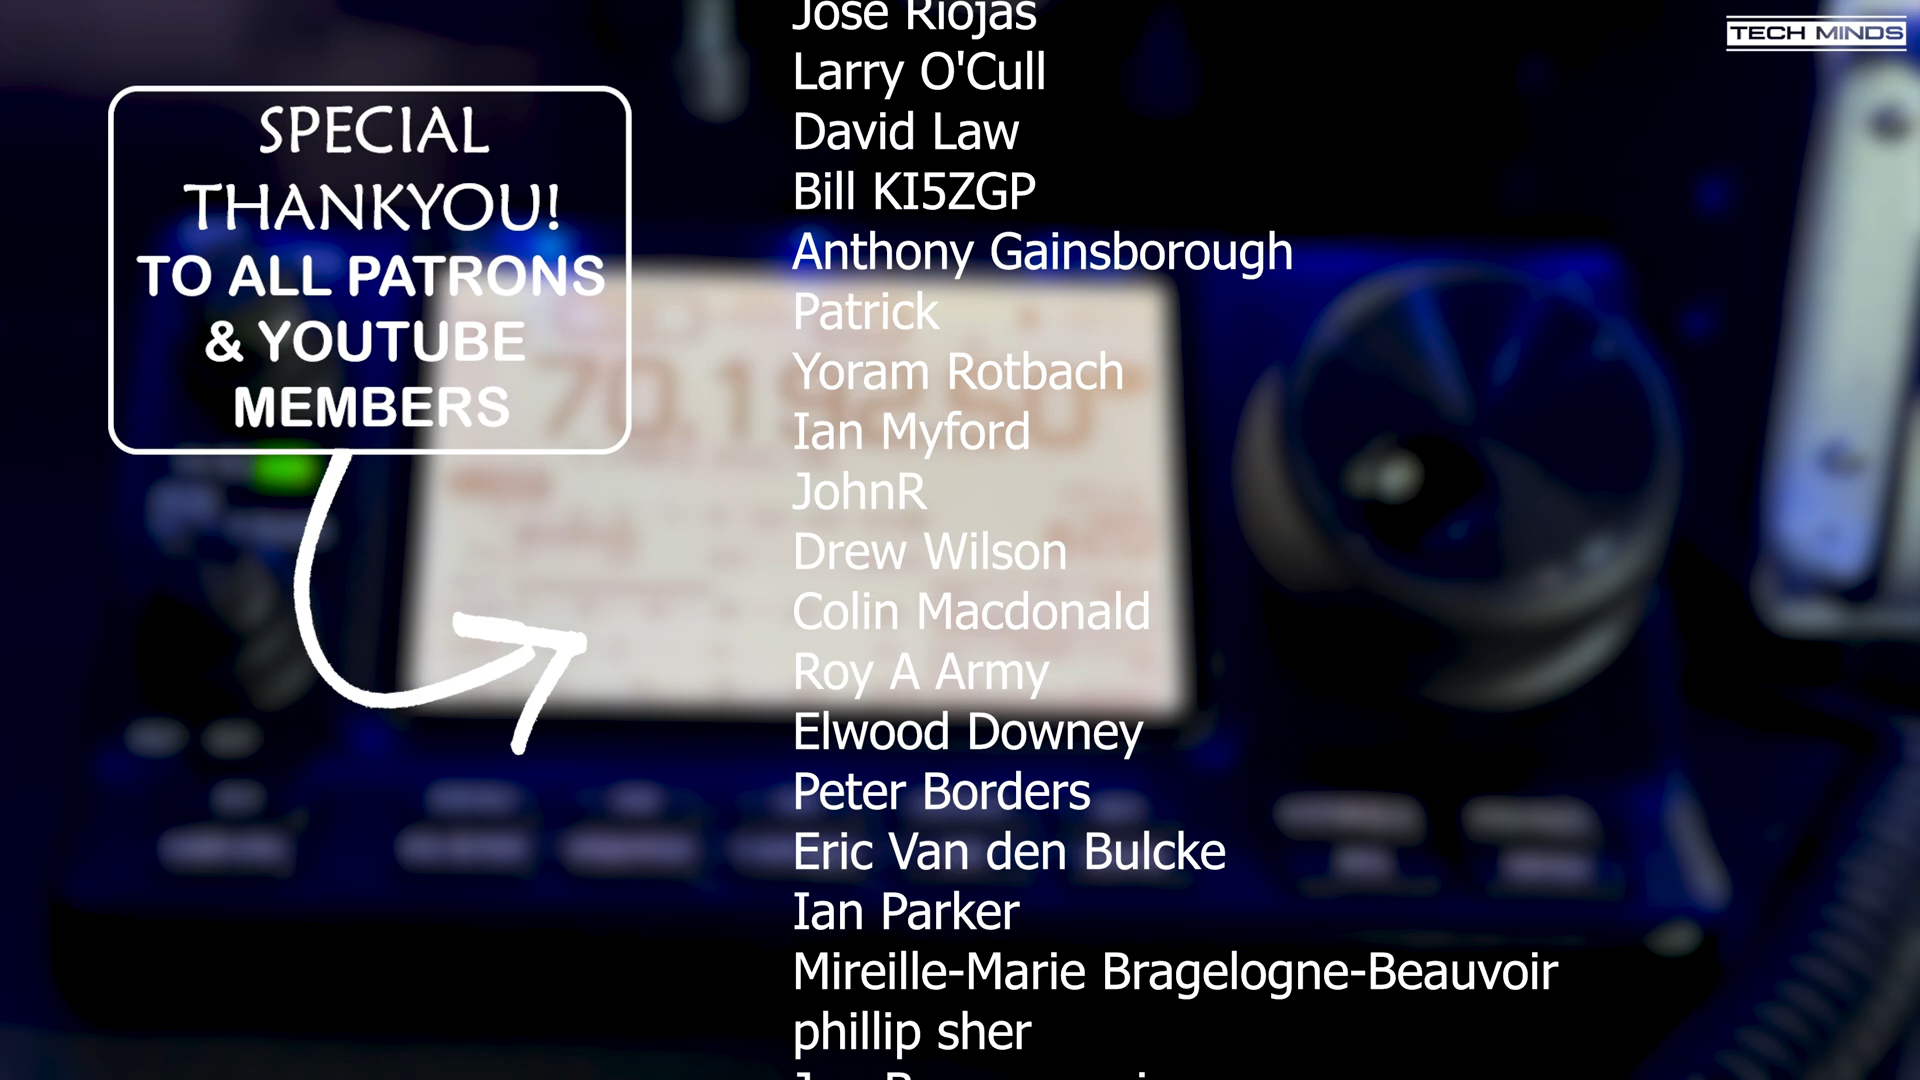 TECH MINDS
SPECIAL
THANKYOU!
TO ALL PATRONS
& YOUTUBE
MEMBERS
Jose Riojas
Larry O'Cull
David Law
Bill KI5ZGP
Anthony Gainsborough
Patrick
Yoram Rotbach
Ian Myford
JohnR
Drew Wilson
Colin Macdonald
Roy A Army
Elwood Downey
Peter Borders
Eric Van den Bulcke
Ian Parker
Mireille-Marie Bragelogne-Beauvoir
phillip sher